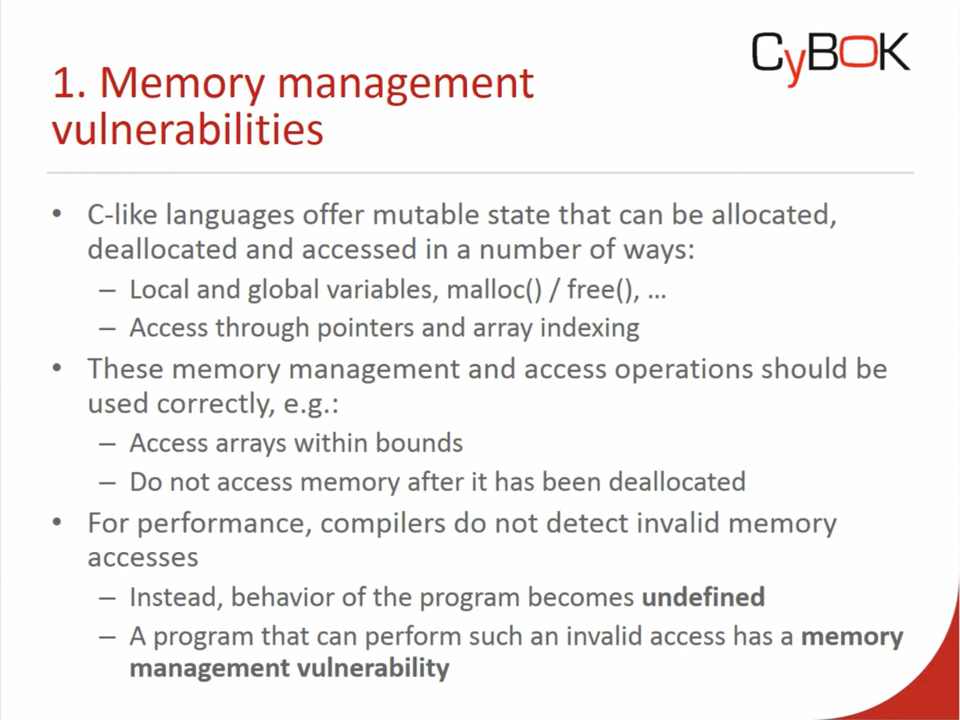 CyBOK
1. Memory management
vulnerabilities
• C-like languages offer mutable state that can be allocated,
deallocated and accessed in a number of ways:
– Local and global variables, malloc() / free(), …
– Access through pointers and array indexing
• These memory management and access operations should be
used correctly, e.g.:
– Access arrays within bounds
– Do not access memory after it has been deallocated
• For performance, compilers do not detect invalid memory
accesses
– Instead, behavior of the program becomes undefined
– A program that can perform such an invalid access has a memory
management vulnerability